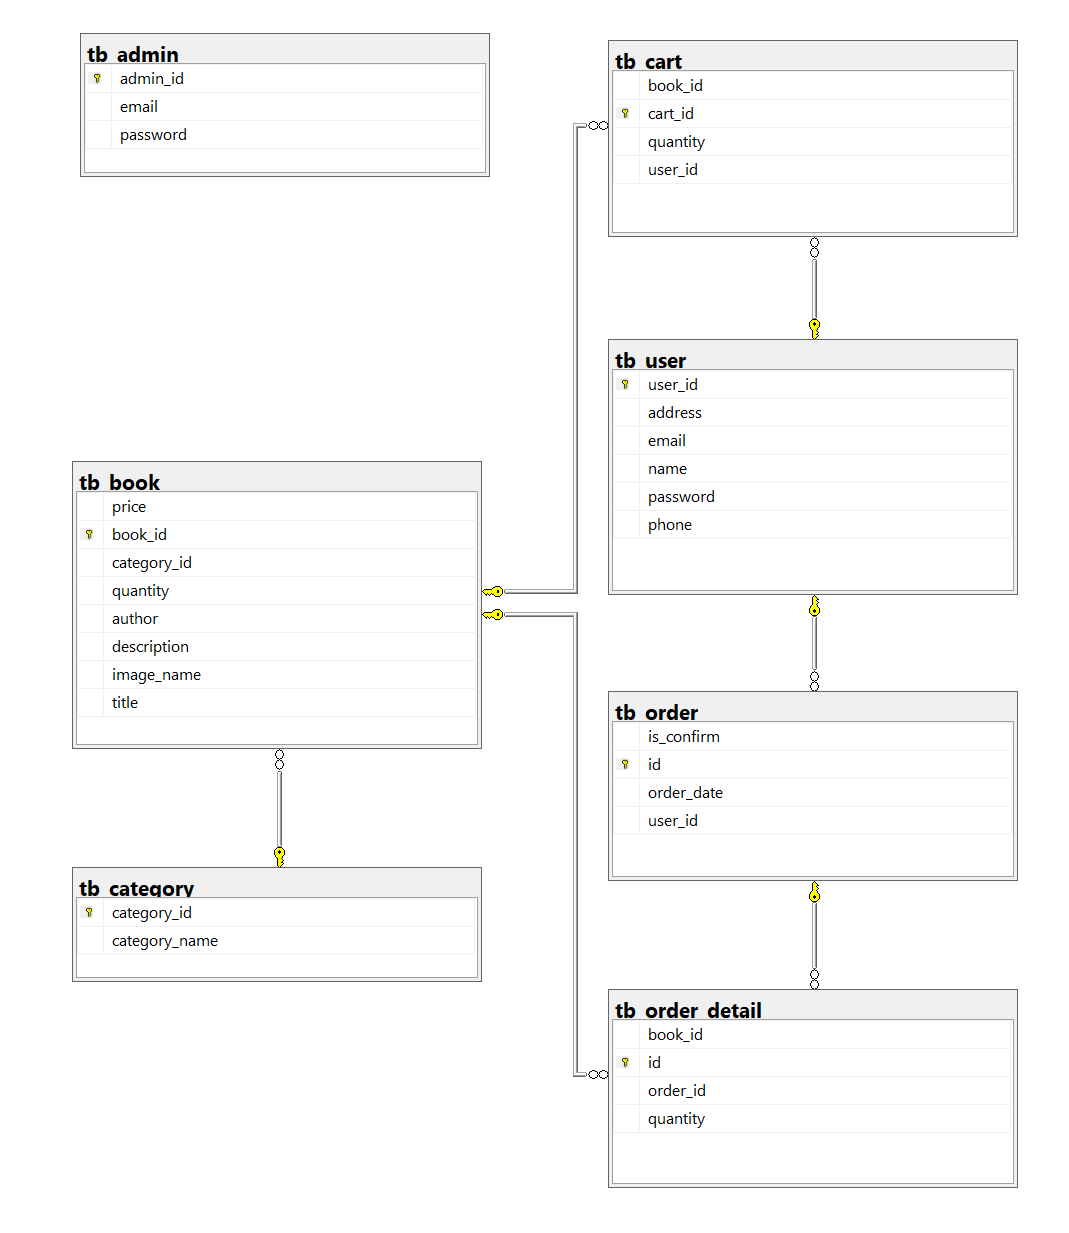 tb_admin
admin_id
email
password
tb_cart
book_id
cart_id
quantity
user_id
tb_user
user_id
address
email
name
password
phone
tb_book
price
book_id
category_id
quantity
author
description
image_name
title
tb_order
is_confirm
id
order_date
user_id
tb_category
category_id
category_name
tb_order_detail
book_id
id
order_id
quantity